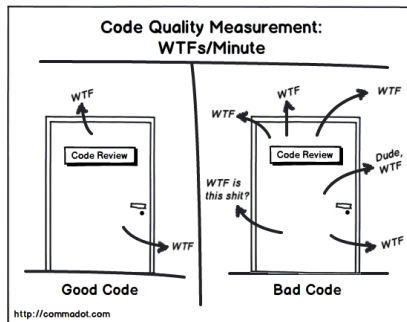 Code Quality Measurement:
WTFs/Minute
WTF
Code Review
WTF
Good Code
WTF
WTF
WTF
Code Review
Dude,
WTF
WTF is
this shit?
WTF
Bad Code
http://commadot.com